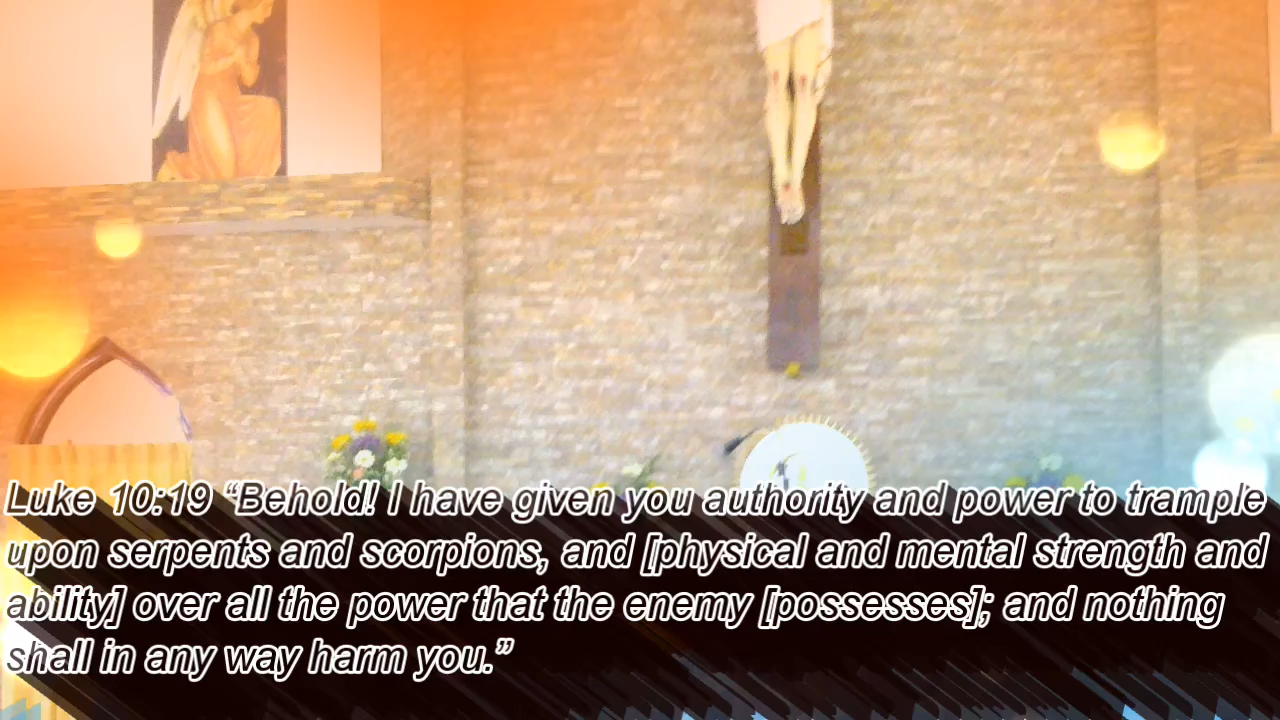 Luke 10:19 “Behold! I have given you authority and power to trample
upon serpents and scorpions, and [physical and mental strength and
ability] over all the power that the enemy [possesses]; and nothing
shall in any way harm you.”